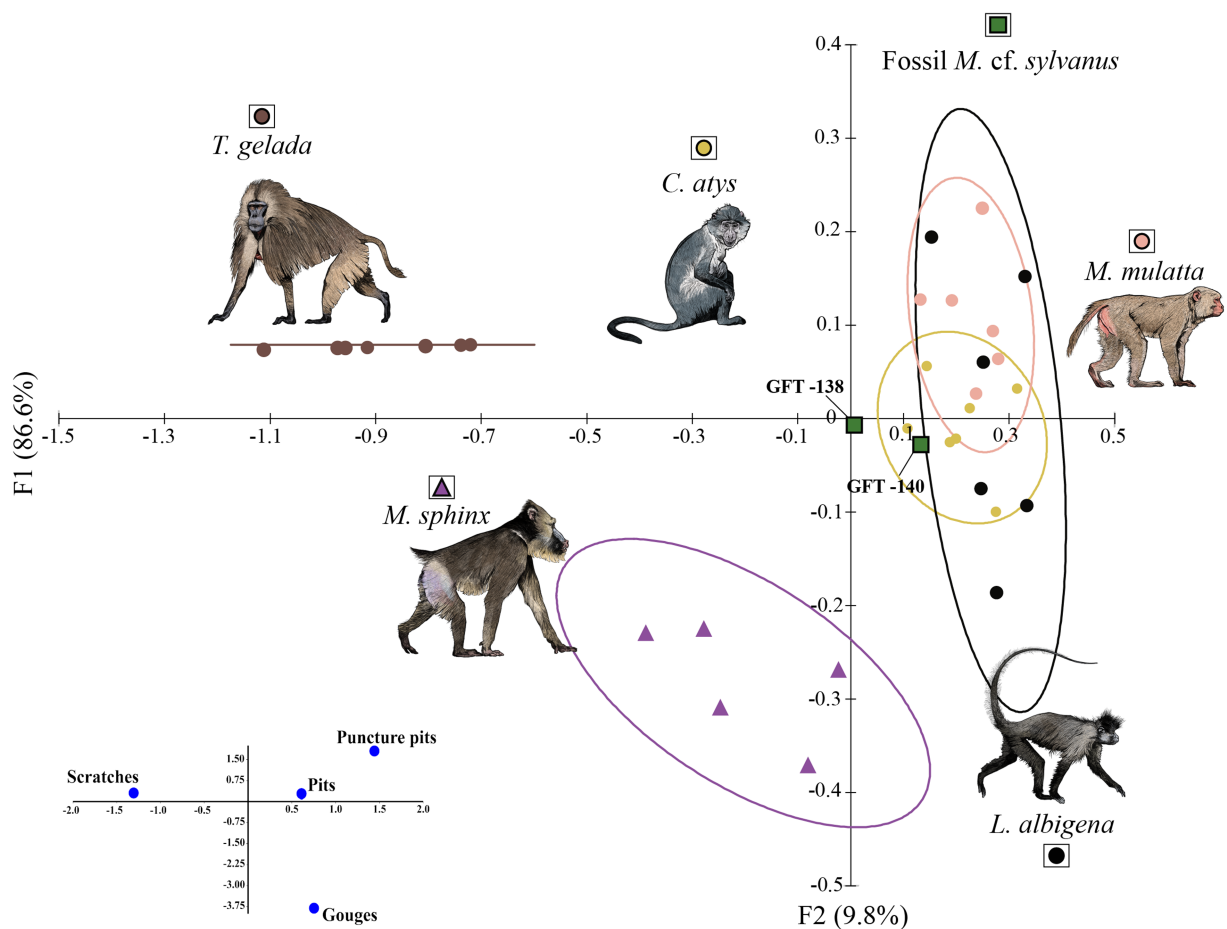 0.4
Fossil M. cf. sylvanus
0.3
T. gelada
C. atys
0.2
M. mulatta
0.1
GFT -138
0
-1.5
-1.3
-1.1
-0.9
-0.7
-0.5
-0.3
-0.1
0.1
0.3
0.5
F1 (86.6%)
GFT -140
M. sphinx
-0.1
-0.2
-0.3
-0.4
-0.5
F2 (9.8%)
L. albigena
Puncture pits
Scratches
Pits
Gouges
1.50
0.75
-2.0
-1.5
-1.0
-0.5
0.5
1.0
1.5
2.0
-0.75
-1.50
-2.25
-3.00
-3.75